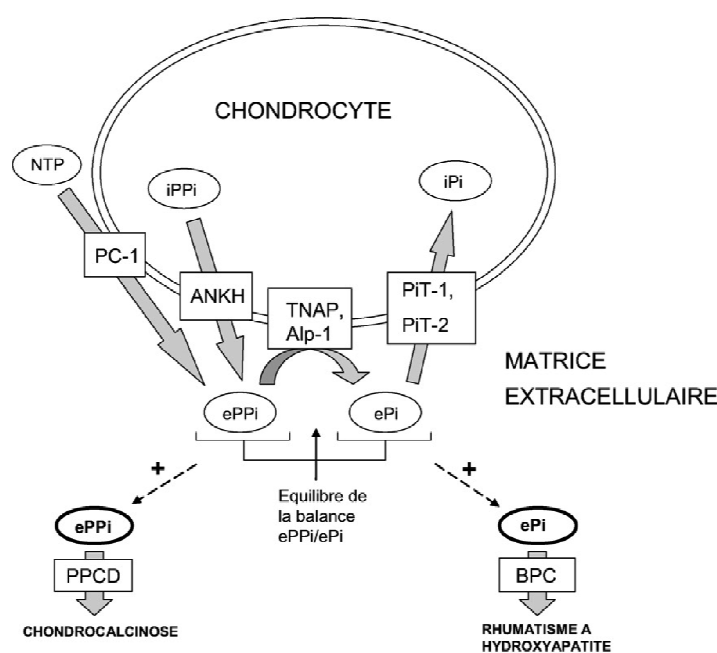 CHONDROCYTE
NTP
iPPi
iPi
PC-1
ANKH
TNAP,
Alp-1
PiT-1,
PiT-2
MATRICE
EXTRACELLULAIRE
ePPi
ePi
+
+
Equilibre de
la balance
ePPi/ePi
ePPi
ePi
PPCD
BPC
CHONDROCALCINOSE
RHUMATISME A
HYDROXYAPATITE